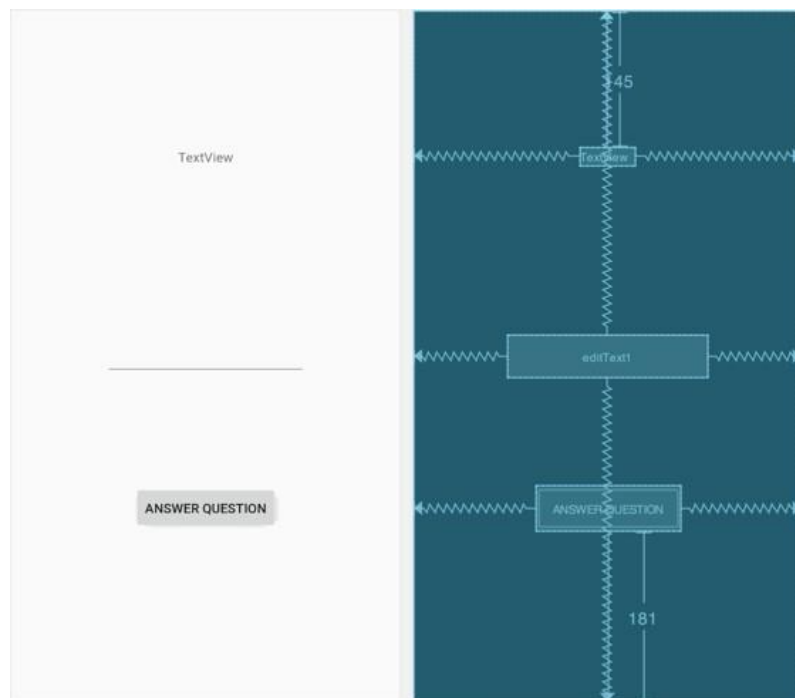 TextView
145
TextView
editText1
ANSWER QUESTION
ANSWER QUESTION
181